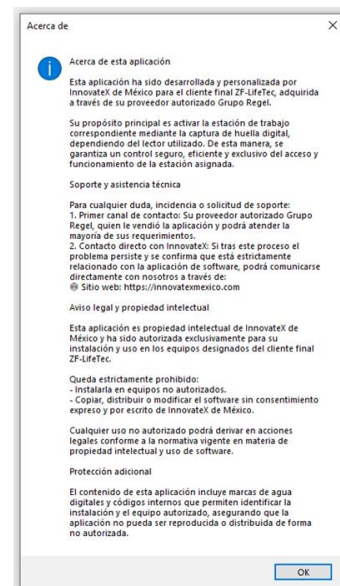 Acerca de
Acerca de esta aplicación
Esta aplicación ha sido desarrollada y personalizada por
InnovateX de México para el cliente final ZF-LifeTec, adquirida
a través de su proveedor autorizado Grupo Regel.
Su propósito principal es activar la estación de trabajo
correspondiente mediante la captura de huella digital,
dependiendo del lector utilizado. De esta manera, se
garantiza un control seguro, eficiente y exclusivo del acceso y
funcionamiento de la estación asignada.
Soporte y asistencia técnica
Para cualquier duda, incidencia o solicitud de soporte:
1. Primer canal de contacto: Su proveedor autorizado Grupo
Regel, quien le vendió la aplicación y podrá atender la
mayoría de sus requerimientos.
2. Contacto directo con InnovateX: Si tras este proceso el
problema persiste y se confirma que está estrictamente
relacionado con la aplicación de software, podrá comunicarse
directamente con nosotros a través de:
🌐 Sitio web: https://innovatexmexico.com
Aviso legal y propiedad intelectual
Esta aplicación es propiedad intelectual de InnovateX de
México y ha sido autorizada exclusivamente para su
instalación y uso en los equipos designados del cliente final
ZF-LifeTec.
Queda estrictamente prohibido:
- Instalarla en equipos no autorizados.
- Copiar, distribuir o modificar el software sin consentimiento
expreso y por escrito de InnovateX de México.
Cualquier uso no autorizado podrá derivar en acciones
legales conforme a la normativa vigente en materia de
propiedad intelectual y uso de software.
Protección adicional
El contenido de esta aplicación incluye marcas de agua
digitales y códigos internos que permiten identificar la
instalación y el equipo autorizado, asegurando que la
aplicación no pueda ser reproducida o distribuida de forma
no autorizada.
OK